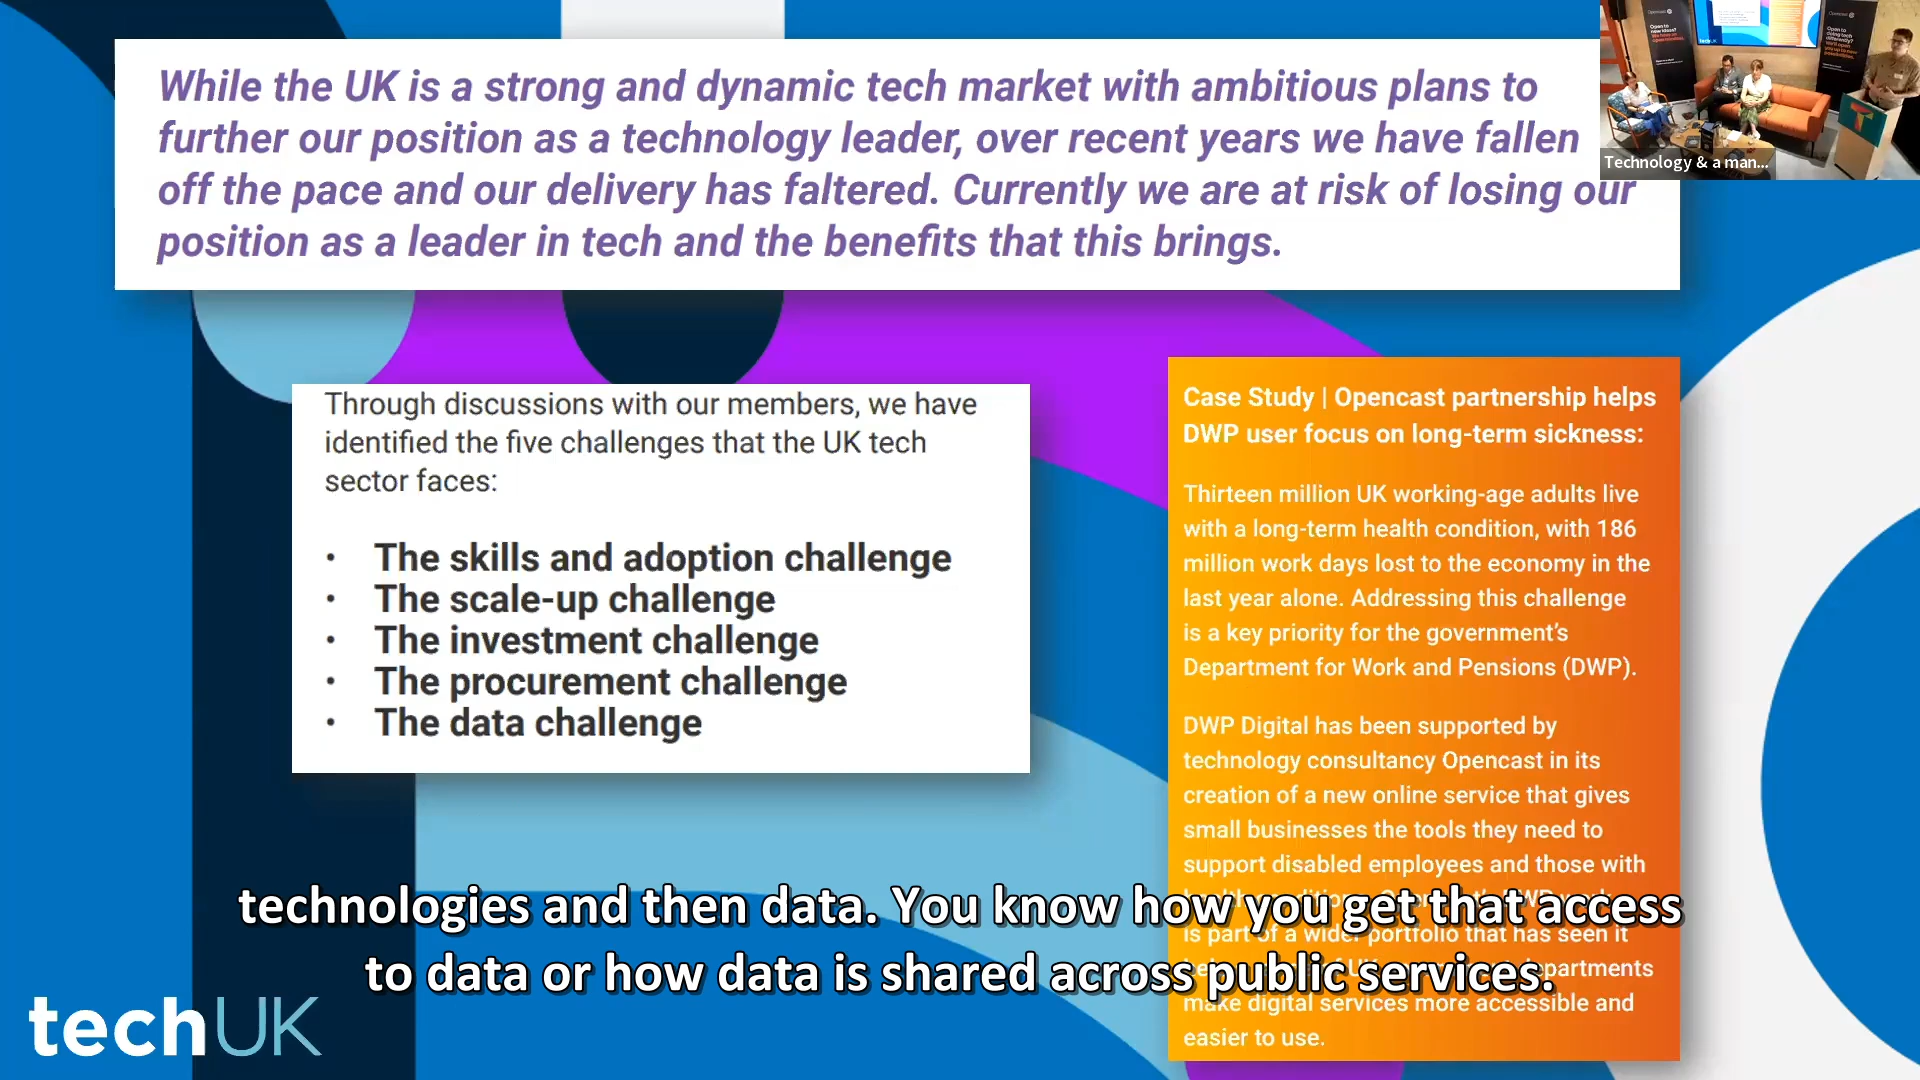 While the UK is a strong and dynamic tech market with ambitious plans to
further our position as a technology leader, over recent years we have fallen
off the pace and our delivery has faltered. Currently we are at risk of losing our
position as a leader in tech and the benefits that this brings.
Technology & a man...
Through discussions with our members, we have
identified the five challenges that the UK tech
sector faces:
• The skills and adoption challenge
• The scale-up challenge
• The investment challenge
• The procurement challenge
• The data challenge
Case Study | Opencast partnership helps
DWP user focus on long-term sickness:
Thirteen million UK working-age adults live
with a long-term health condition, with 186
million work days lost to the economy in the
last year alone. Addressing this challenge
is a key priority for the government's
Department for Work and Pensions (DWP).
DWP Digital has been supported by
technology consultancy Opencast in its
creation of a new online service that gives
small businesses the tools they need to
support disabled employees and those with
is part of a wider portfolio that has seen it
departments
make digital services more accessible and
easier to use.
technologies and then data. You know how you get that access
to data or how data is shared across public services.
techUK